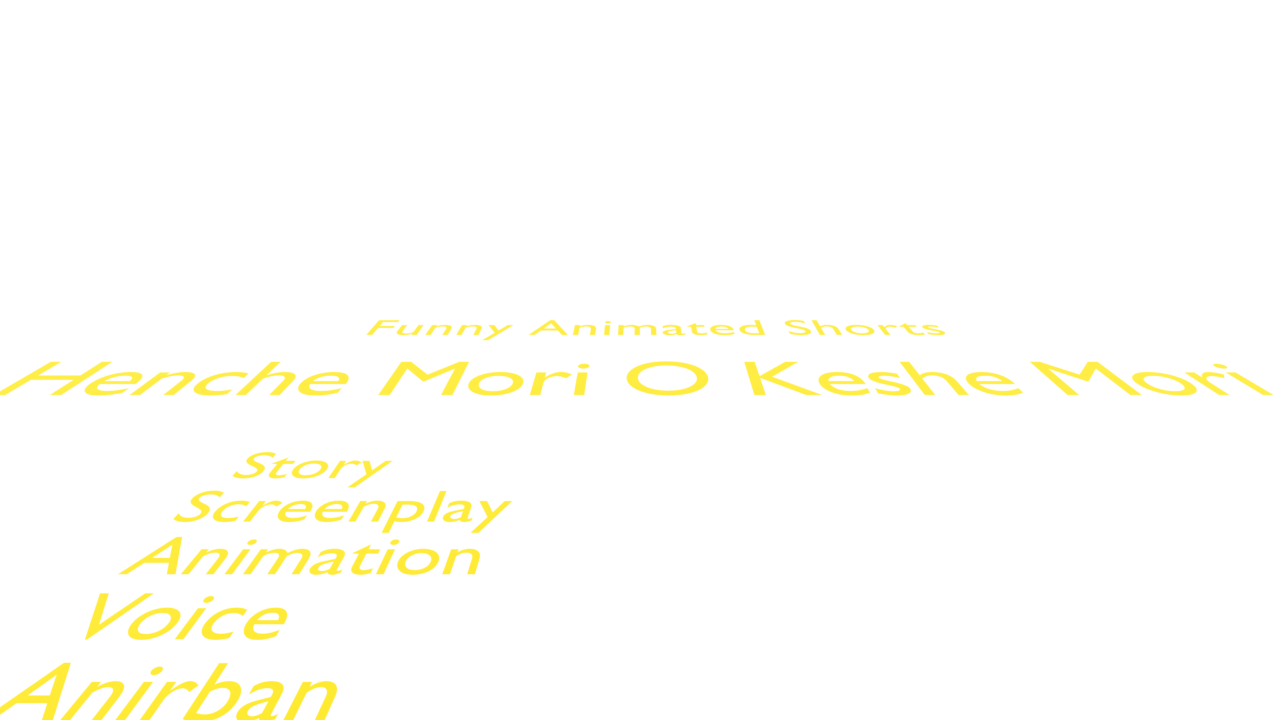 Funny Animated Shorts
Henche Mori O Keshe Mori
Story
Screenplay
Animation
Voice
Anirban